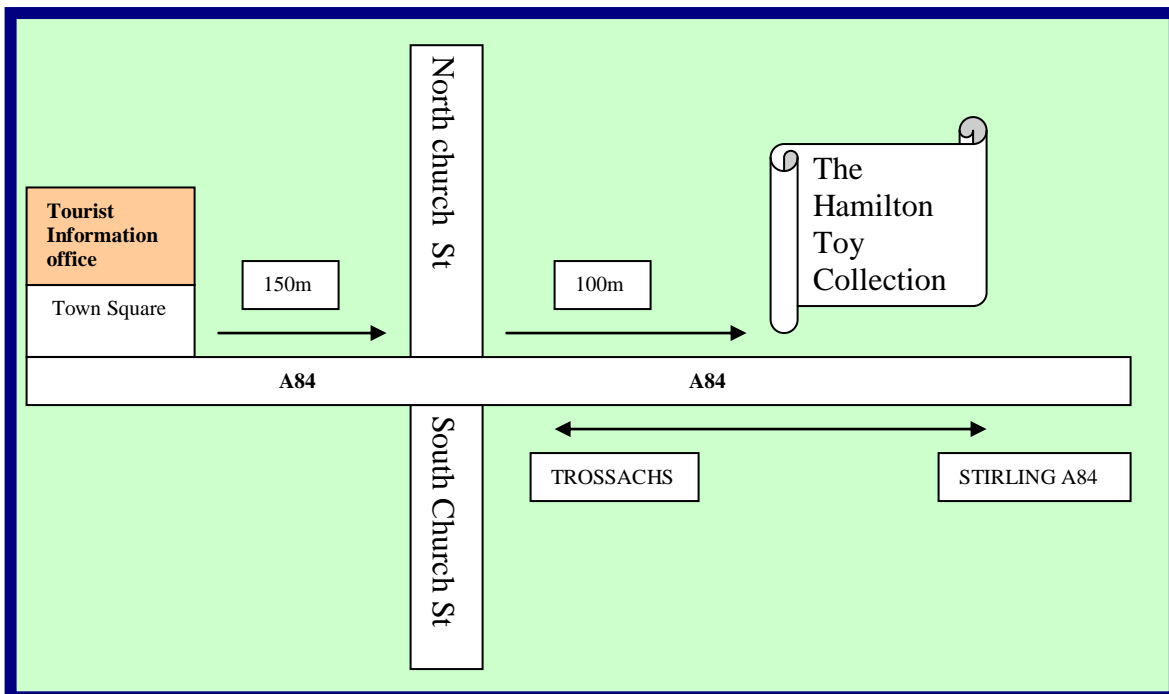 North church St
The
Hamilton
Toy
Collection
Tourist
Information
office
Town Square
150m
100m
A84
A84
South Church St
TROSSACHS
STIRLING A84